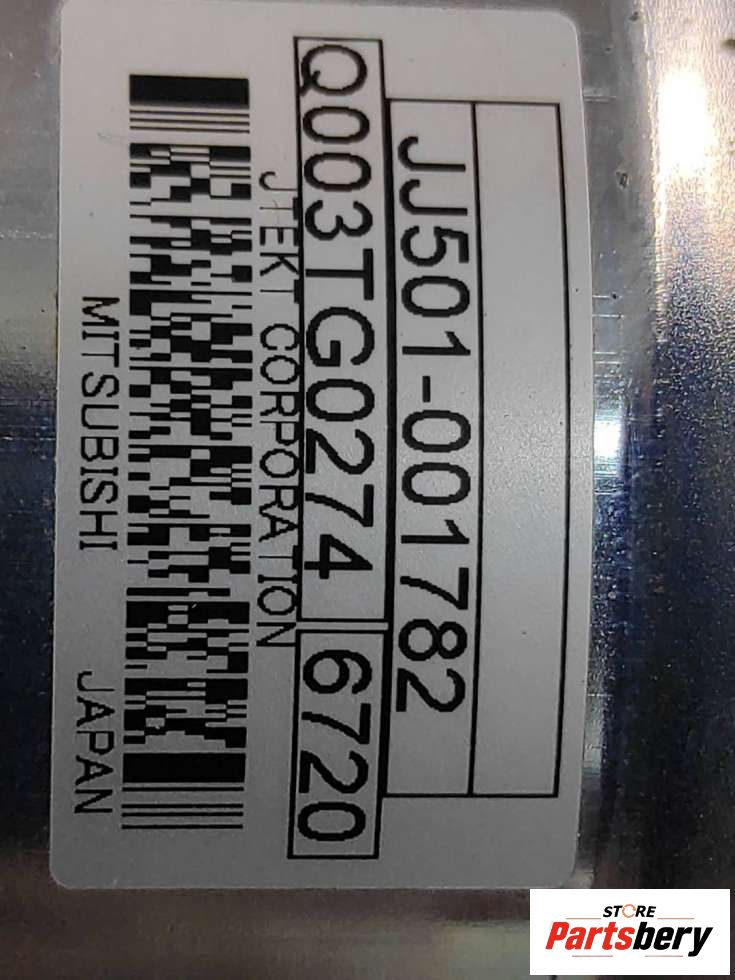 JJ501-001782
Q003TG0274 6720
JTEKT CORPORATION
MITSUBISHI JAPAN
STORE
Partsbery